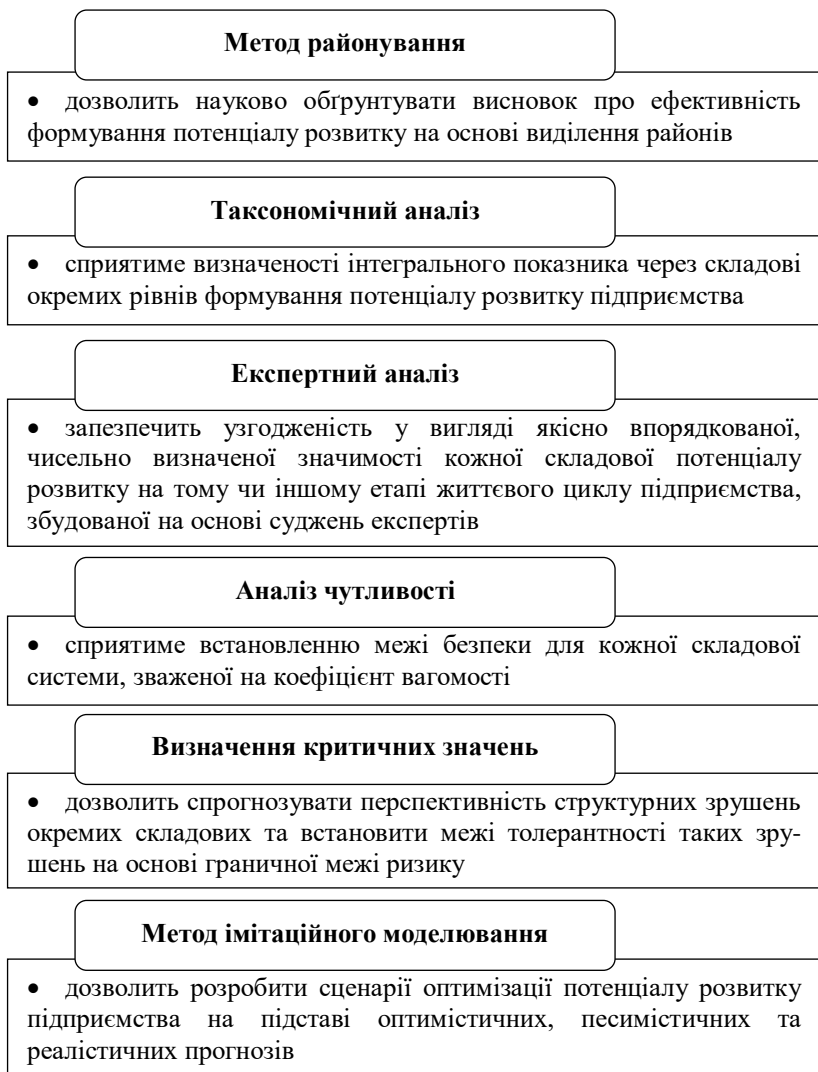 Метод районування
• дозволить науково обґрунтувати висновок про ефективність
формування потенціалу розвитку на основі виділення районів
Таксономічний аналіз
• сприятиме визначеності інтегрального показника через складові
окремих рівнів формування потенціалу розвитку підприємства
Експертний аналіз
• запезпечить узгодженість у вигляді якісно впорядкованої,
чисельно визначеної значимості кожної складової потенціалу
розвитку на тому чи іншому етапі життєвого циклу підприємства,
збудованої на основі суджень експертів
Аналіз чутливості
• сприятиме встановленню межі безпеки для кожної складової
системи, зваженої на коефіцієнт вагомості
Визначення критичних значень
• дозволить спрогнозувати перспективність структурних зрушень
окремих складових та встановити межі толерантності таких зру-
шень на основі граничної межі ризику
Метод імітаційного моделювання
• дозволить розробити сценарії оптимізації потенціалу розвитку
підприємства на підставі оптимістичних, песимістичних та
реалістичних прогнозів